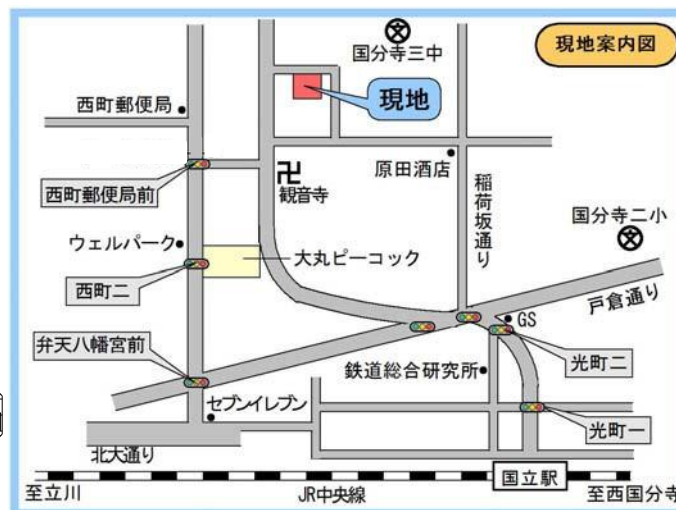 現地案内図
国分寺三中
西町郵便局
現地
原田酒店
西町郵便局前
卍
観音寺
稲荷坂通り
国分寺二小
ウェルパーク
大丸ピーコック
西町二
戸倉通り
GS
弁天八幡宮前
鉄道総合研究所
光町二
セブンイレブン
光町一
北大通り
国立駅
至立川
JR中央線
至西国分寺